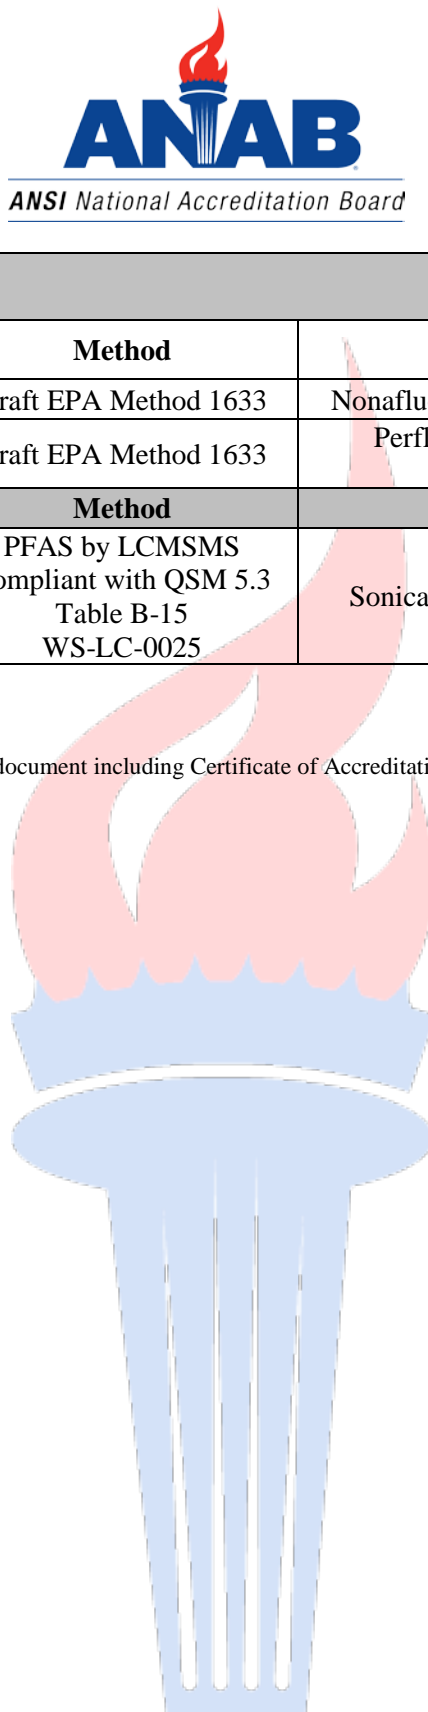 ANAB
ANSI National Accreditation Board
Method
raft EPA Method 1633 Nonaflu
raft EPA Method 1633 Perfl
Method
PFAS by LCMSMS
ompliant with QSM 5.3
Table B-15
WS-LC-0025
Sonica
document including Certificate of Accreditati